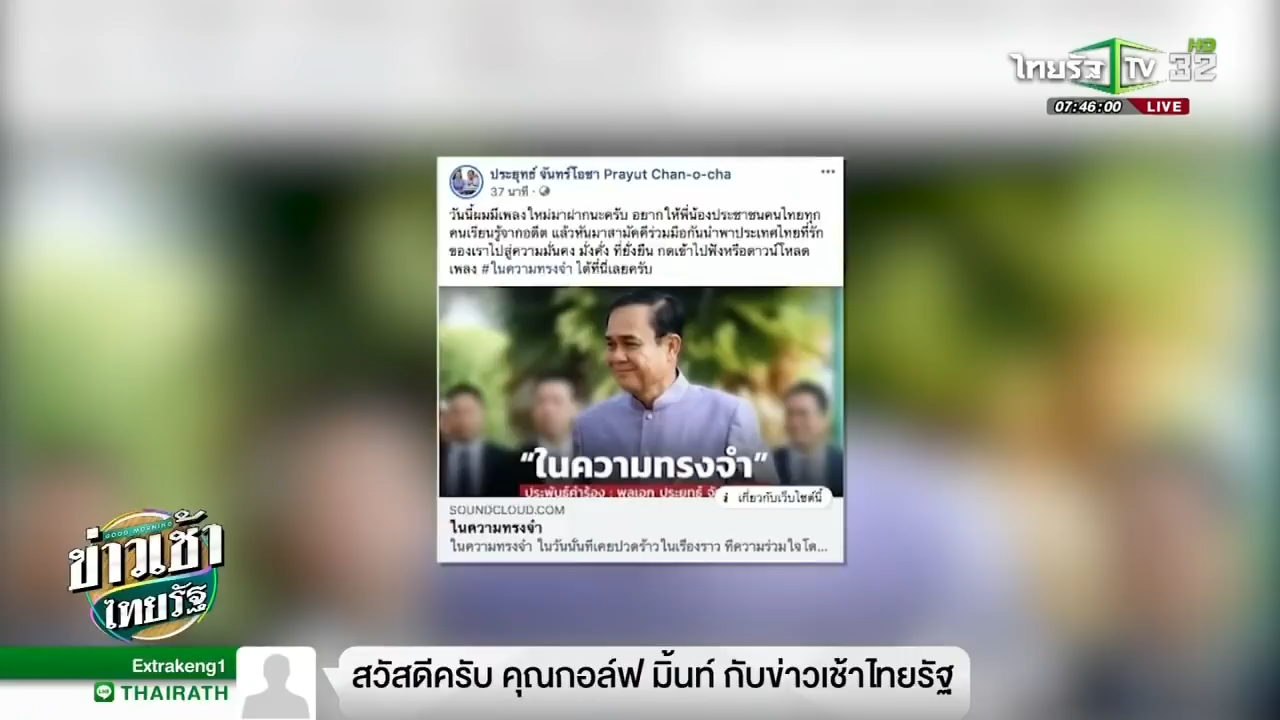 ไทยรัฐ TV HD 32
07:46:00 LIVE
ประยุทธ์ จันทร์โอชา Prayut Chan-o-cha
37 นาที ·
วันนี้ผมมีเพลงใหม่มาฝากนะครับ อยากให้พี่น้องประชาชนคนไทยทุก
คนเรียนรู้จากอดีต แล้วหันมาสามัคคีร่วมมือกันนำพาประเทศไทยที่รัก
ของเราไปสู่ความมั่นคง มั่งคั่ง ที่ยั่งยืน กดเข้าไปฟังหรือดาวน์โหลด
เพลง #ในความทรงจำ ได้ที่นี่เลยครับ
“ในความทรงจำ”
ประพันธ์คำร้อง : พลเอก ประยุทธ์
เกี่ยวกับเว็บไซต์นี้
SOUNDCLOUD.COM
ในความทรงจำ
ในความทรงจำ ในวันนั้นที่เคยปวดร้าวในเรื่องราว ที่ความร่วมใจโด...
GOOD MORNING
ข่าวเช้า
ไทยรัฐ
Extrakeng1
LINE THAIRATH
สวัสดีครับ คุณกอล์ฟ มิ้นท์ กับข่าวเช้าไทยรัฐ